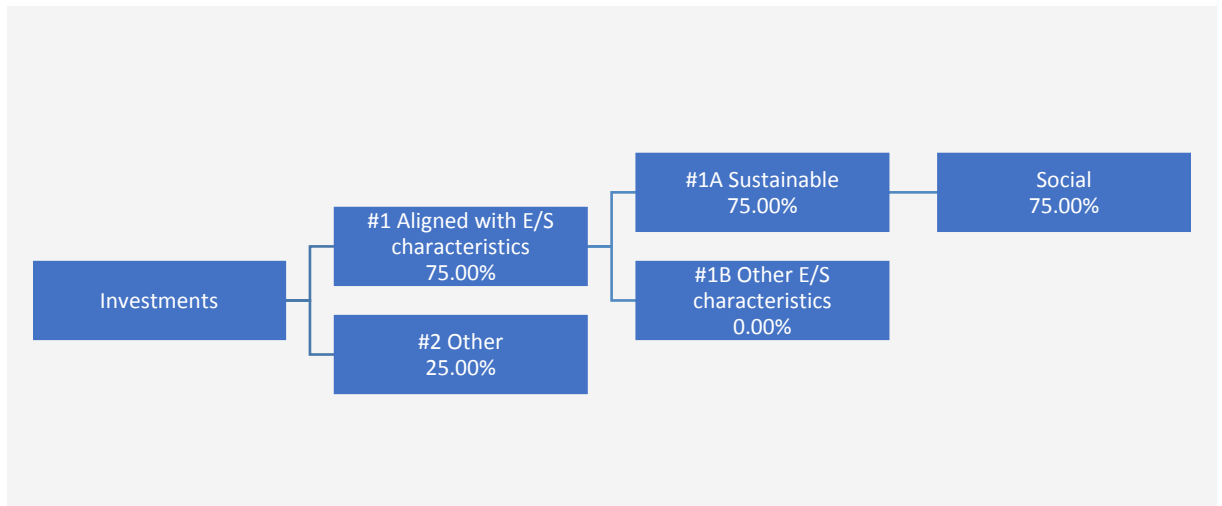 Investments
#1 Aligned with E/S
characteristics
75.00%
#2 Other
25.00%
#1A Sustainable
75.00%
#1B Other E/S
characteristics
0.00%
Social
75.00%